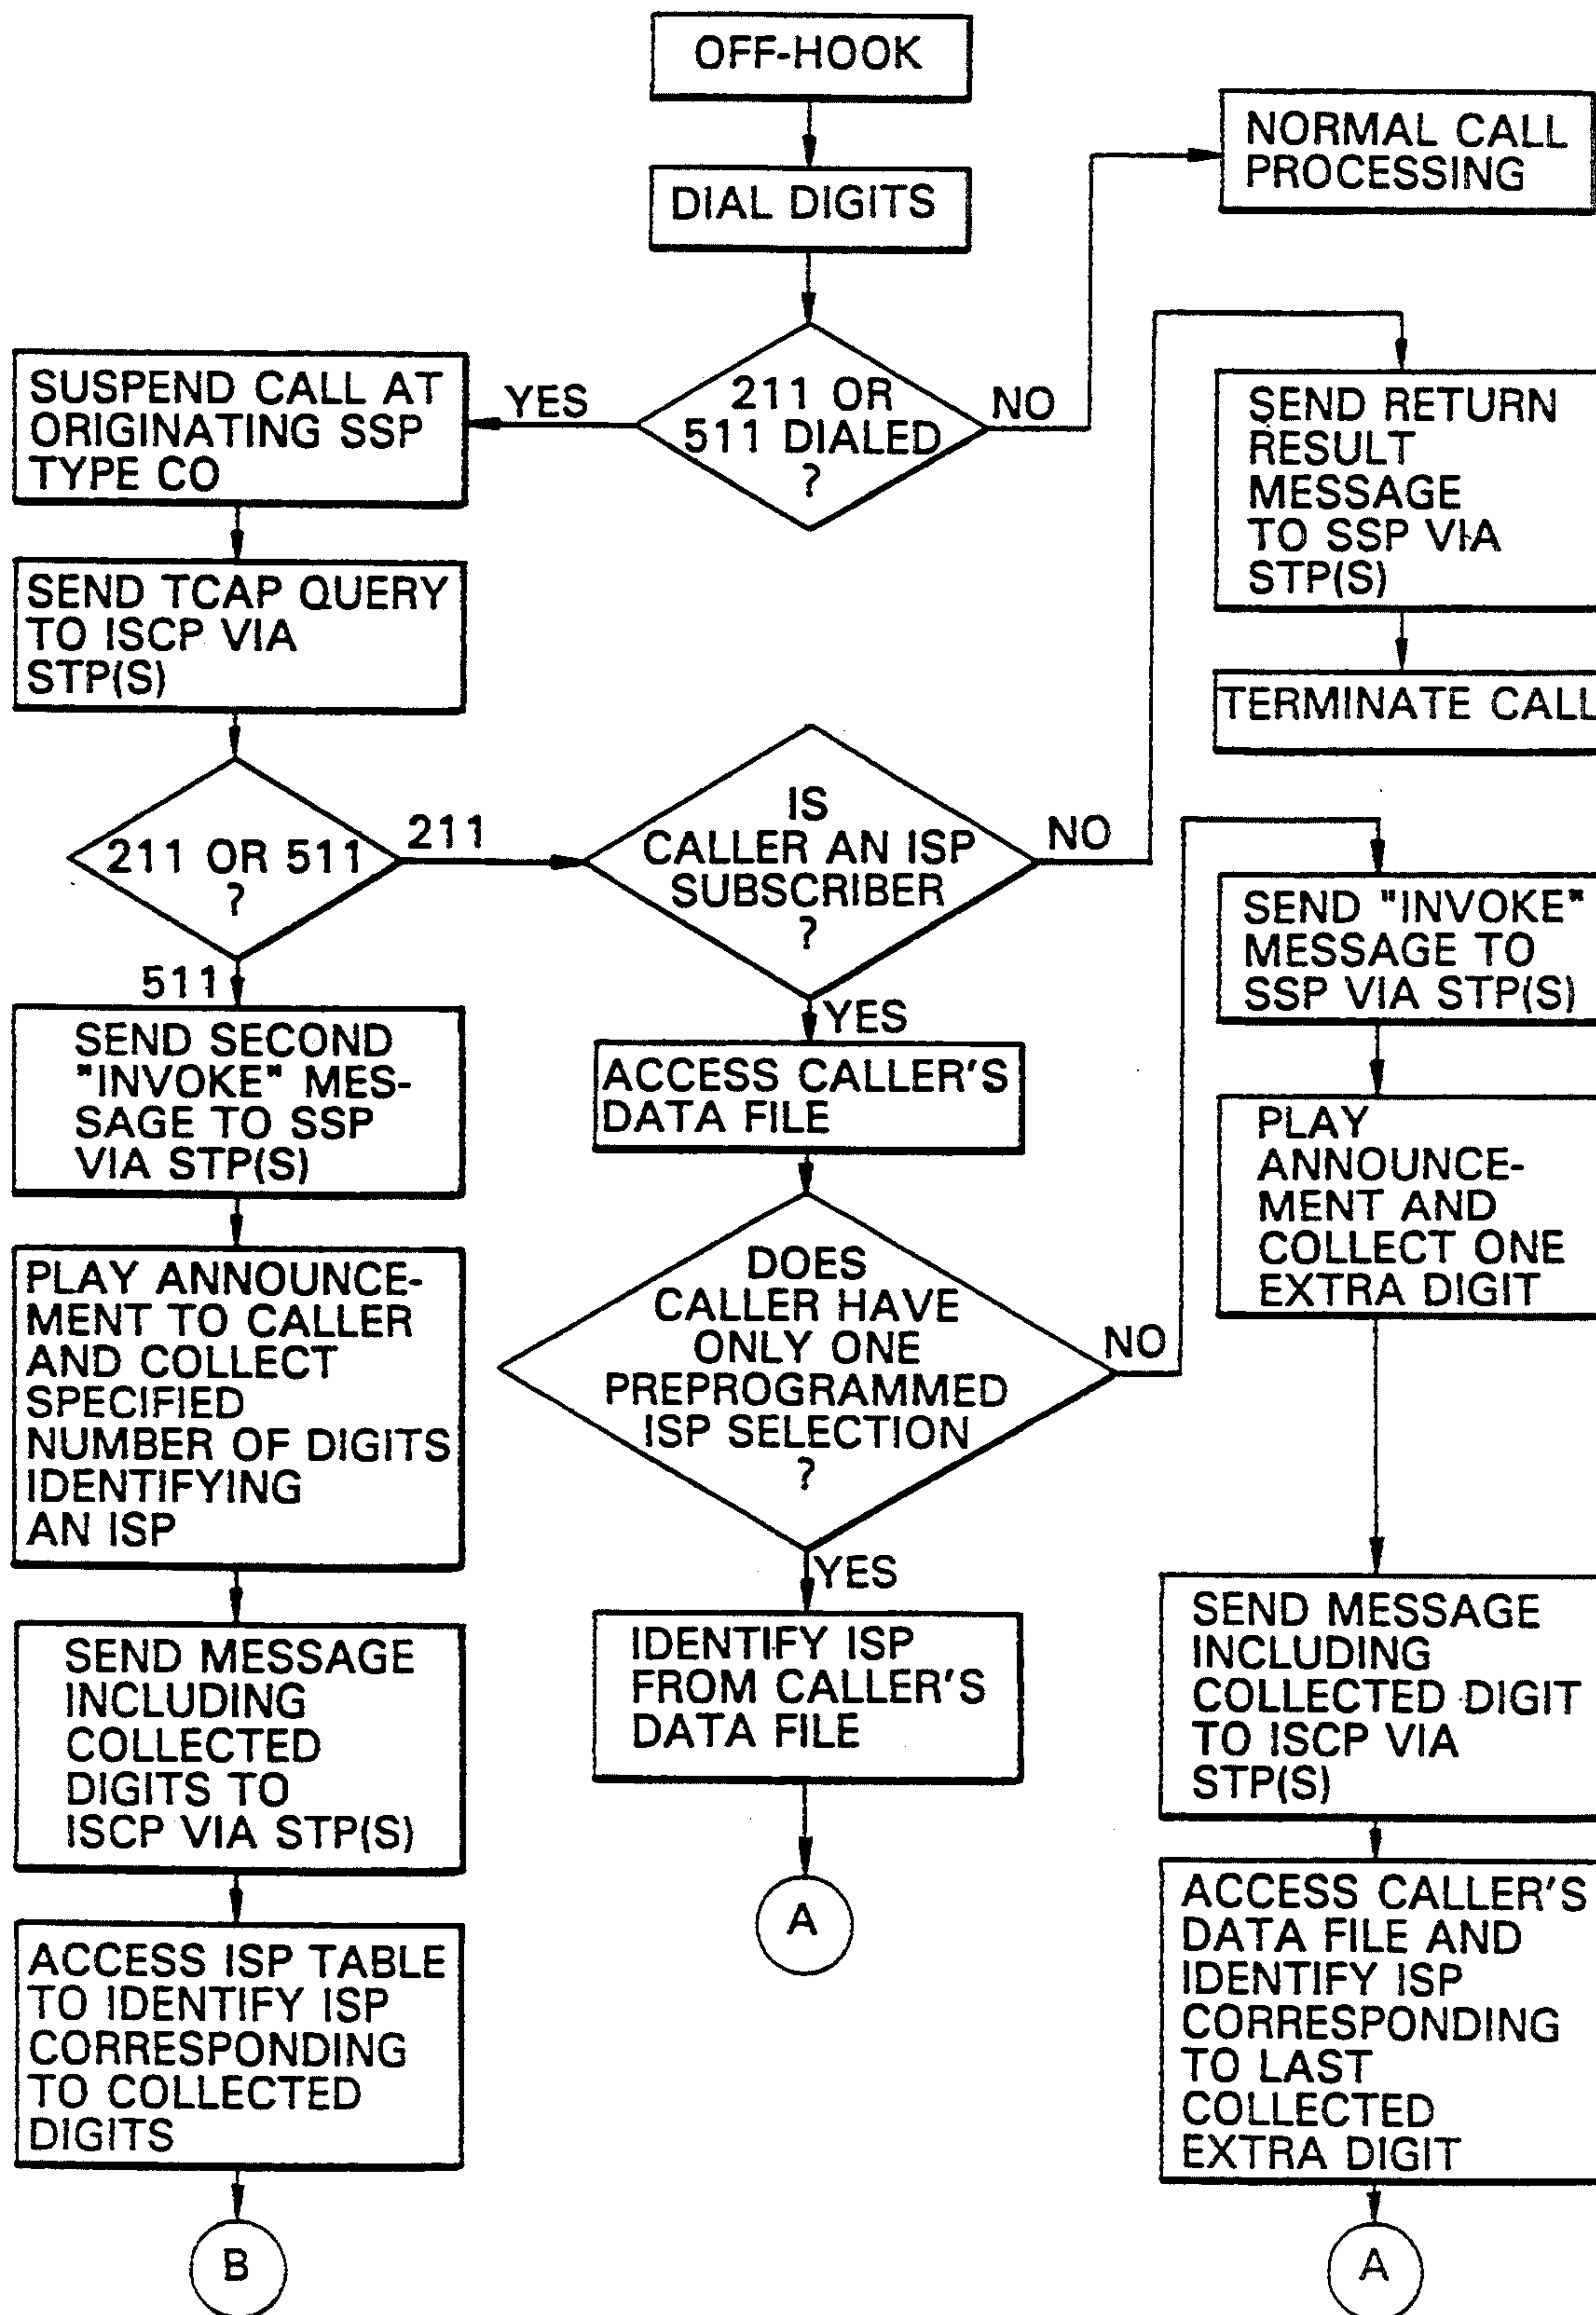 OFF-HOOK
DIAL DIGITS
NORMAL CALL
PROCESSING
211 OR
511 DIALED
?
YES
NO
SUSPEND CALL AT
ORIGINATING SSP
TYPE CO
SEND TCAP QUERY
TO ISCP VIA
STP(S)
SEND RETURN
RESULT
MESSAGE
TO SSP VIA
STP(S)
TERMINATE CALL
211 OR 511
?
211
511
IS
CALLER AN ISP
SUBSCRIBER
?
NO
YES
SEND SECOND
"INVOKE" MES-
SAGE TO SSP
VIA STP(S)
PLAY ANNOUNCE-
MENT TO CALLER
AND COLLECT
SPECIFIED
NUMBER OF DIGITS
IDENTIFYING
AN ISP
SEND MESSAGE
INCLUDING
COLLECTED
DIGITS TO
ISCP VIA STP(S)
ACCESS ISP TABLE
TO IDENTIFY ISP
CORRESPONDING
TO COLLECTED
DIGITS
B
ACCESS CALLER'S
DATA FILE
DOES
CALLER HAVE
ONLY ONE
PREPROGRAMMED
ISP SELECTION
?
NO
YES
IDENTIFY ISP
FROM CALLER'S
DATA FILE
A
SEND "INVOKE"
MESSAGE TO
SSP VIA STP(S)
PLAY
ANNOUNCE-
MENT AND
COLLECT ONE
EXTRA DIGIT
SEND MESSAGE
INCLUDING
COLLECTED DIGIT
TO ISCP VIA
STP(S)
ACCESS CALLER'S
DATA FILE AND
IDENTIFY ISP
CORRESPONDING
TO LAST
COLLECTED
EXTRA DIGIT
A